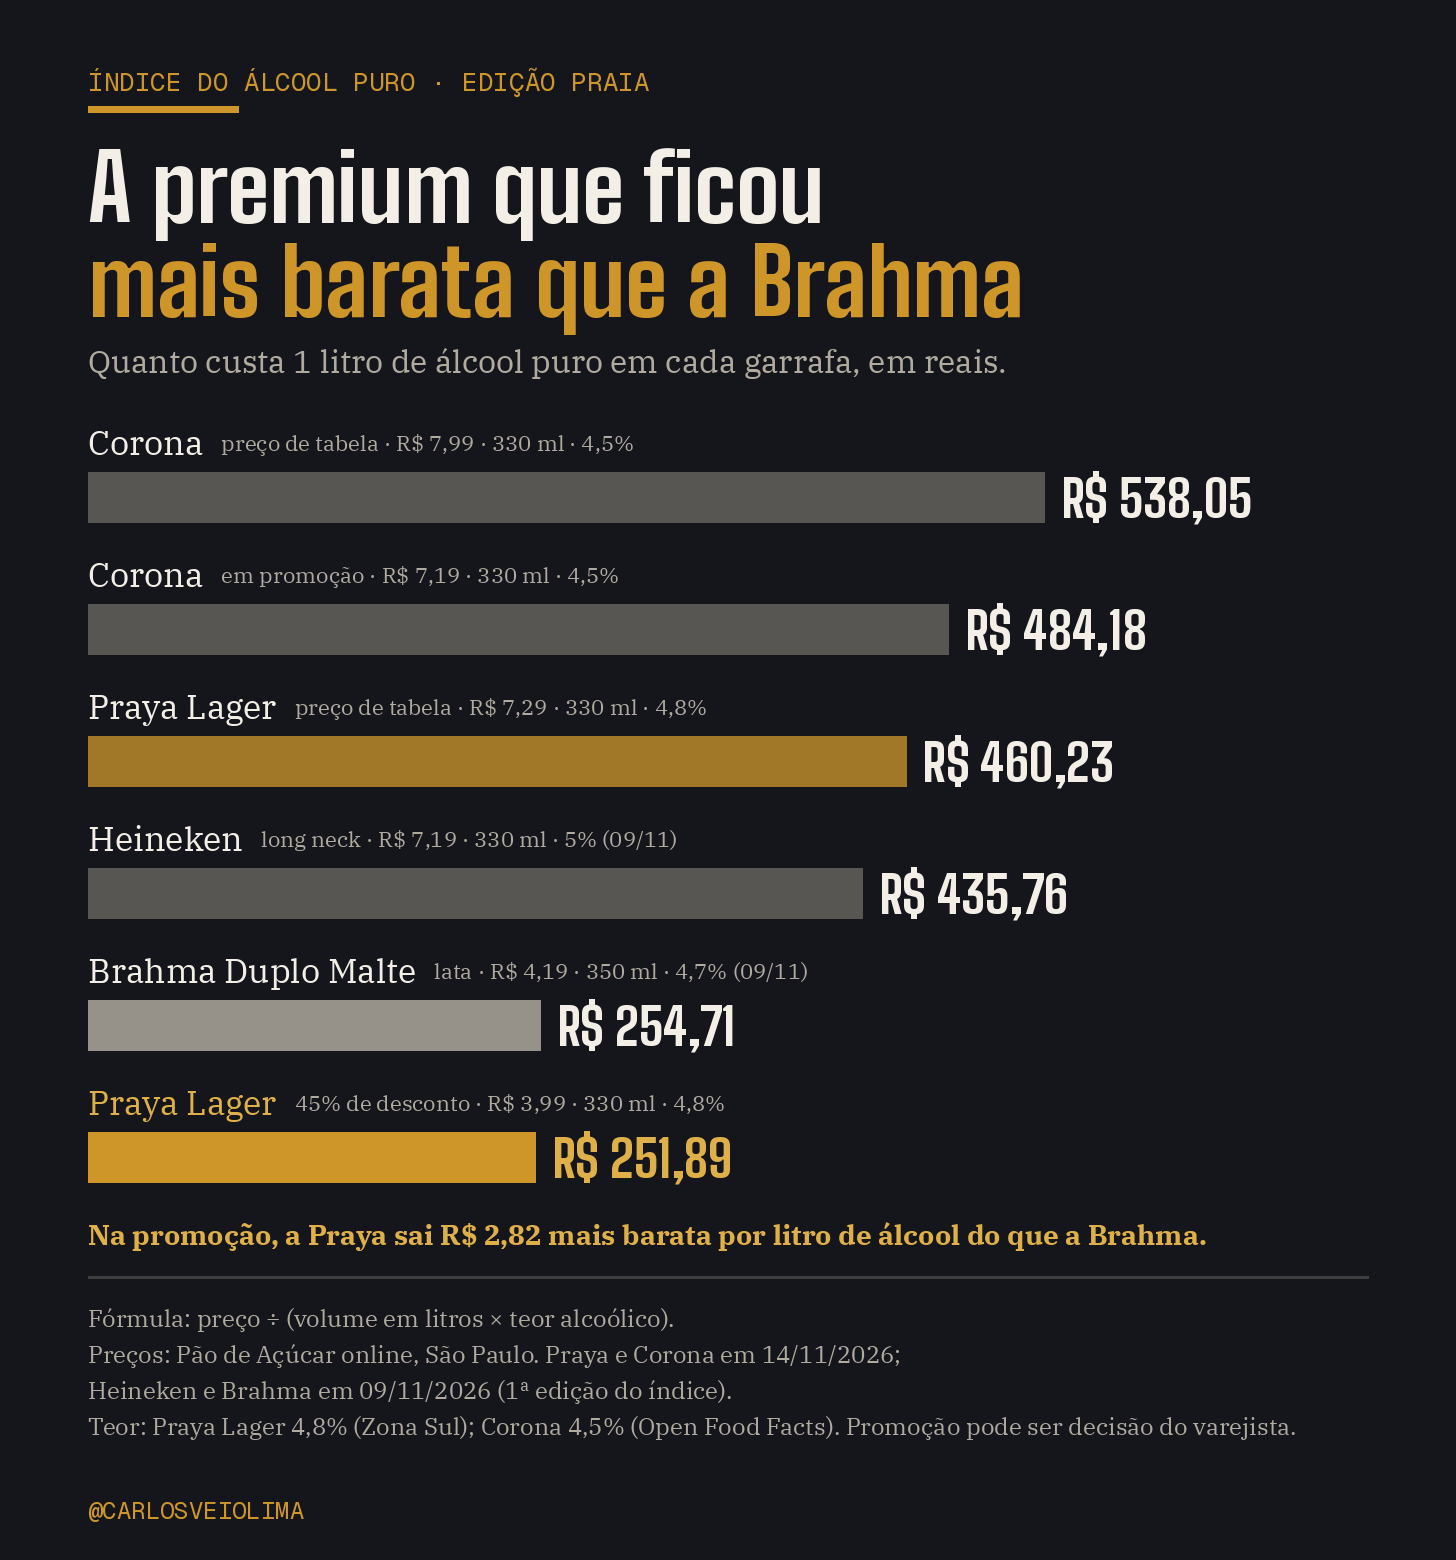 ÍNDICE DO ÁLCOOL PURO · EDIÇÃO PRAIA
A premium que ficou
mais barata que a Brahma
Quanto custa 1 litro de álcool puro em cada garrafa, em reais.
Corona preço de tabela · R$ 7,99 · 330 ml · 4,5%
R$ 538,05
Corona em promoção · R$ 7,19 · 330 ml · 4,5%
R$ 484,18
Praya Lager preço de tabela · R$ 7,29 · 330 ml · 4,8%
R$ 460,23
Heineken long neck · R$ 7,19 · 330 ml · 5% (09/11)
R$ 435,76
Brahma Duplo Malte lata · R$ 4,19 · 350 ml · 4,7% (09/11)
R$ 254,71
Praya Lager 45% de desconto · R$ 3,99 · 330 ml · 4,8%
R$ 251,89
Na promoção, a Praya sai R$ 2,82 mais barata por litro de álcool do que a Brahma.
Fórmula: preço ÷ (volume em litros × teor alcoólico).
Preços: Pão de Açúcar online, São Paulo. Praya e Corona em 14/11/2026;
Heineken e Brahma em 09/11/2026 (1ª edição do índice).
Teor: Praya Lager 4,8% (Zona Sul); Corona 4,5% (Open Food Facts). Promoção pode ser decisão do varejista.
@CARLOSVEIOLIMA